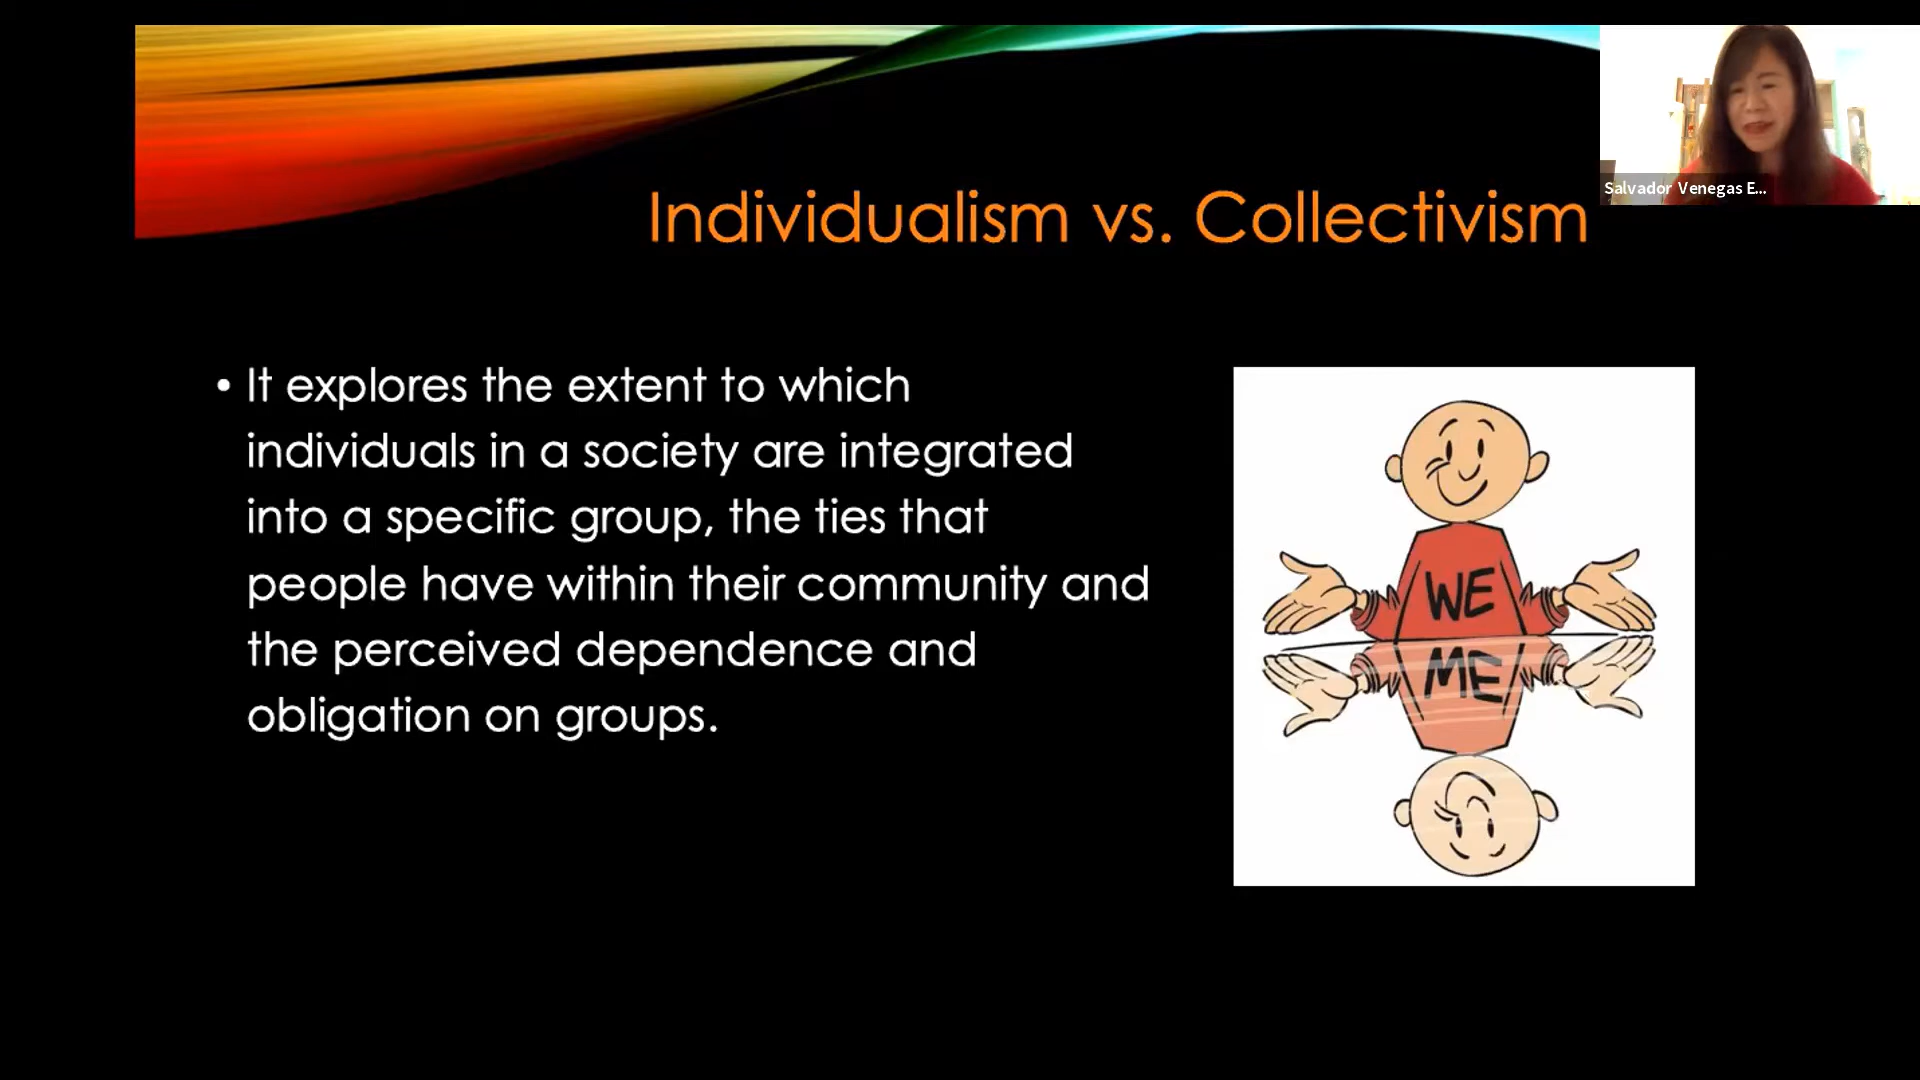 Salvador Venegas E...
Individualism vs. Collectivism
• It explores the extent to which
individuals in a society are integrated
into a specific group, the ties that
people have within their community and
the perceived dependence and
obligation on groups.
WE
ME